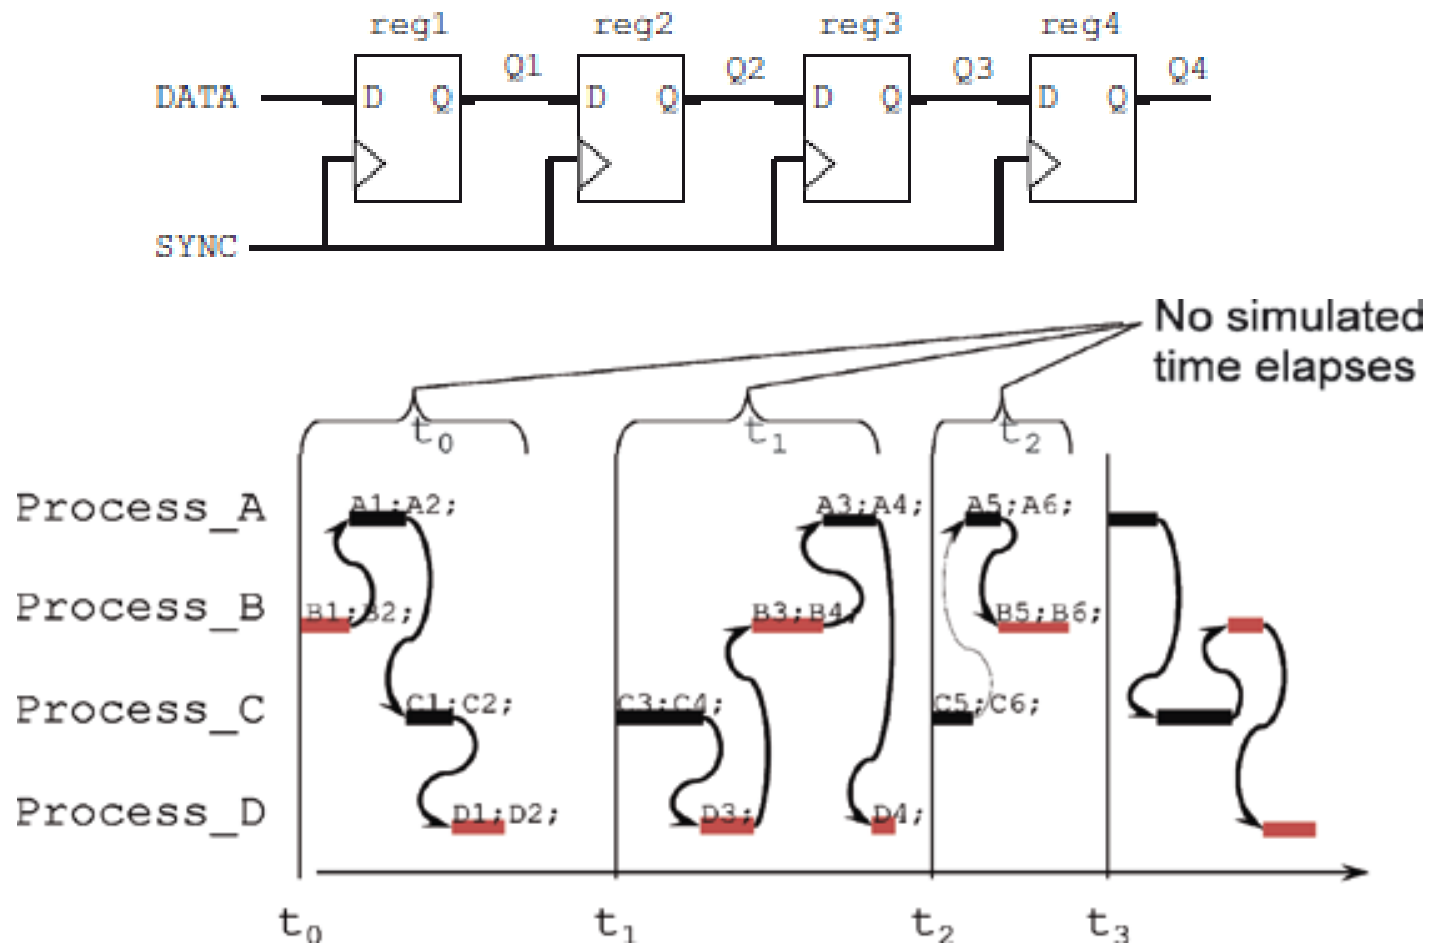 reg1 reg2 reg3 reg4
Q1 Q2 Q3 Q4
DATA D Q D Q D Q D Q
SYNC
No simulated
time elapses
t0 t1 t2
Process_A A1;A2; A3;A4; A5;A6;
Process_B B1;B2; B3;B4; B5;B6;
Process_C C1;C2; C3;C4; C5;C6;
Process_D D1;D2; D3; D4;
t0 t1 t2 t3